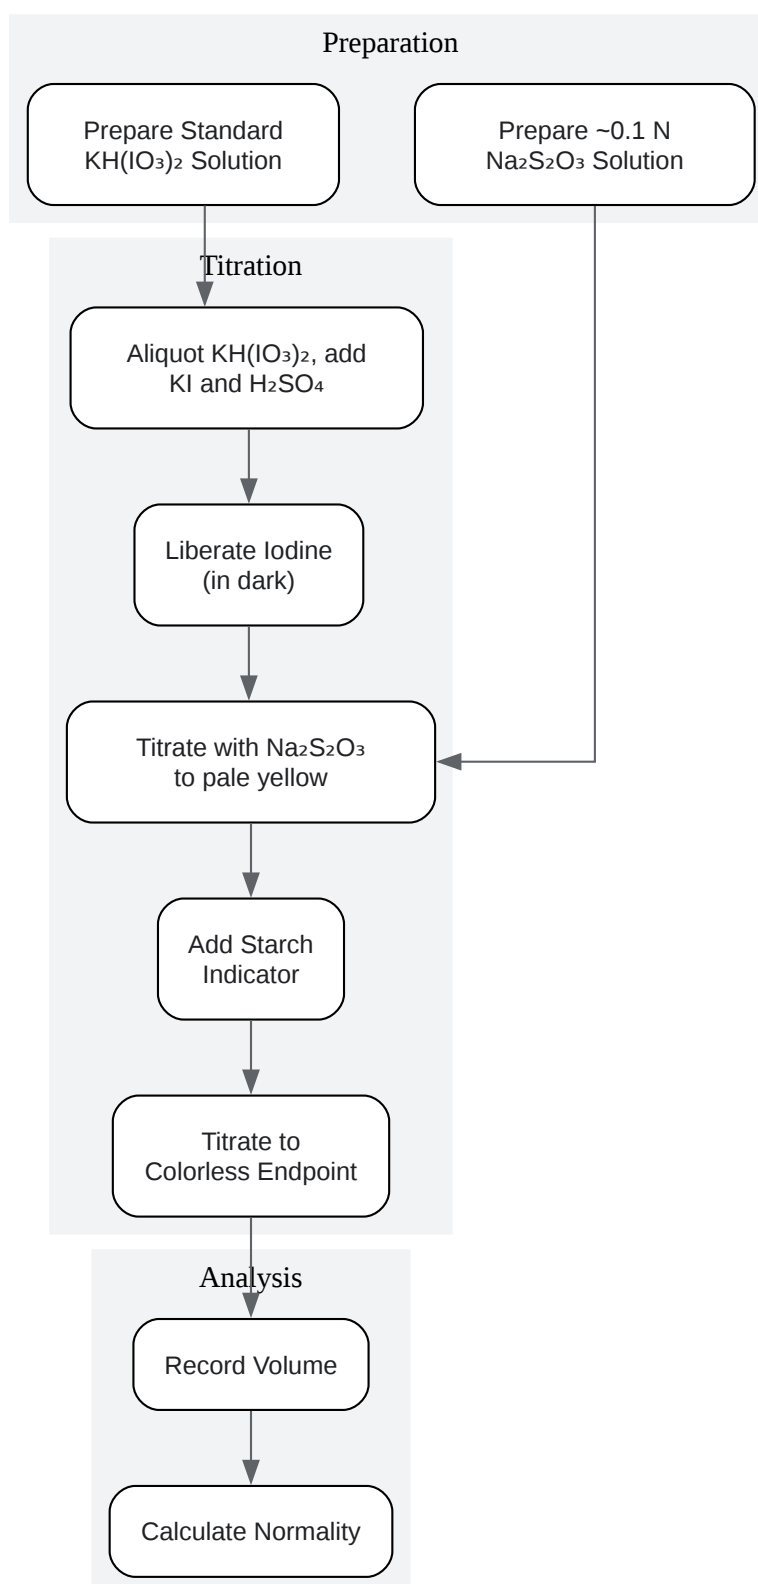 Preparation
Prepare Standard
KH(IO₃)₂ Solution
Prepare ~0.1 N
Na₂S₂O₃ Solution
Titration
Aliquot KH(IO₃)₂, add
KI and H₂SO₄
Liberate Iodine
(in dark)
Titrate with Na₂S₂O₃
to pale yellow
Add Starch
Indicator
Titrate to
Colorless Endpoint
Analysis
Record Volume
Calculate Normality